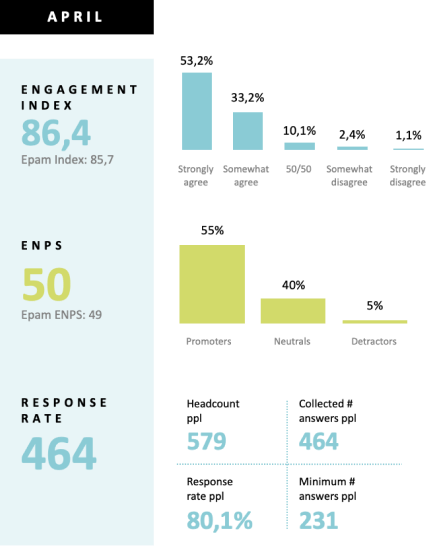 APRIL
ENGAGEMENT
INDEX
86,4
Epam Index: 85,7
53,2%
33,2%
10,1%
2,4%
1,1%
Strongly agree
Somewhat agree
50/50
Somewhat disagree
Strongly disagree
ENPS
50
Epam ENPS: 49
55%
40%
5%
Promoters
Neutrals
Detractors
RESPONSE
RATE
464
Headcount
ppl
579
Collected #
answers ppl
464
Response
rate ppl
80,1%
Minimum #
answers ppl
231